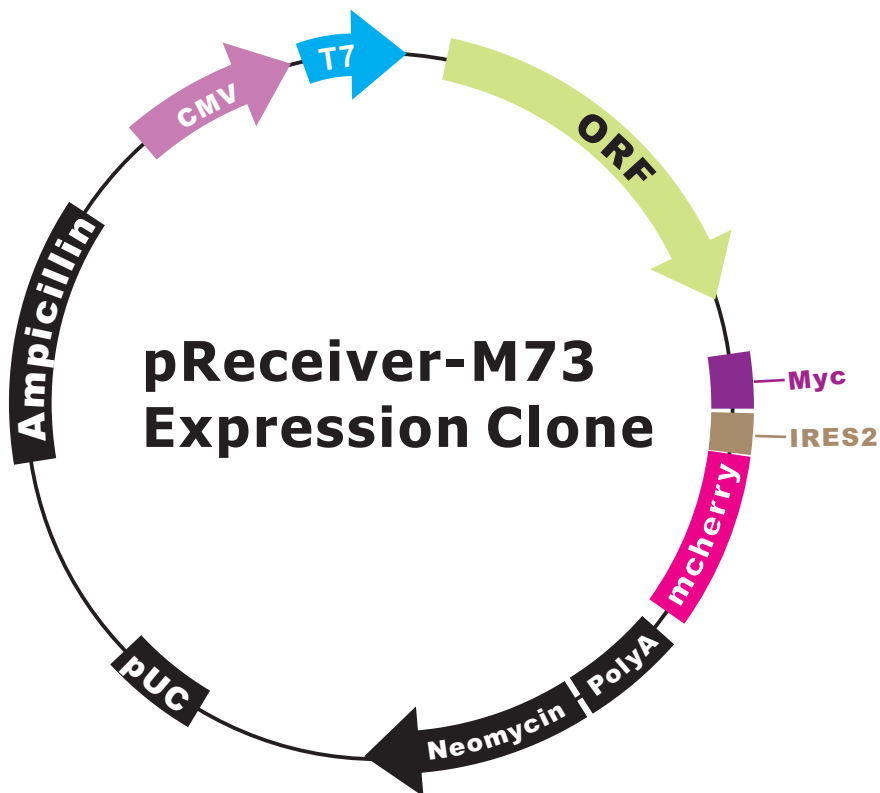 CMV
T7
ORF
Myc
IRES2
mcherry
PolyA
Neomycin
pUC
Ampicillin
pReceiver-M73
Expression Clone